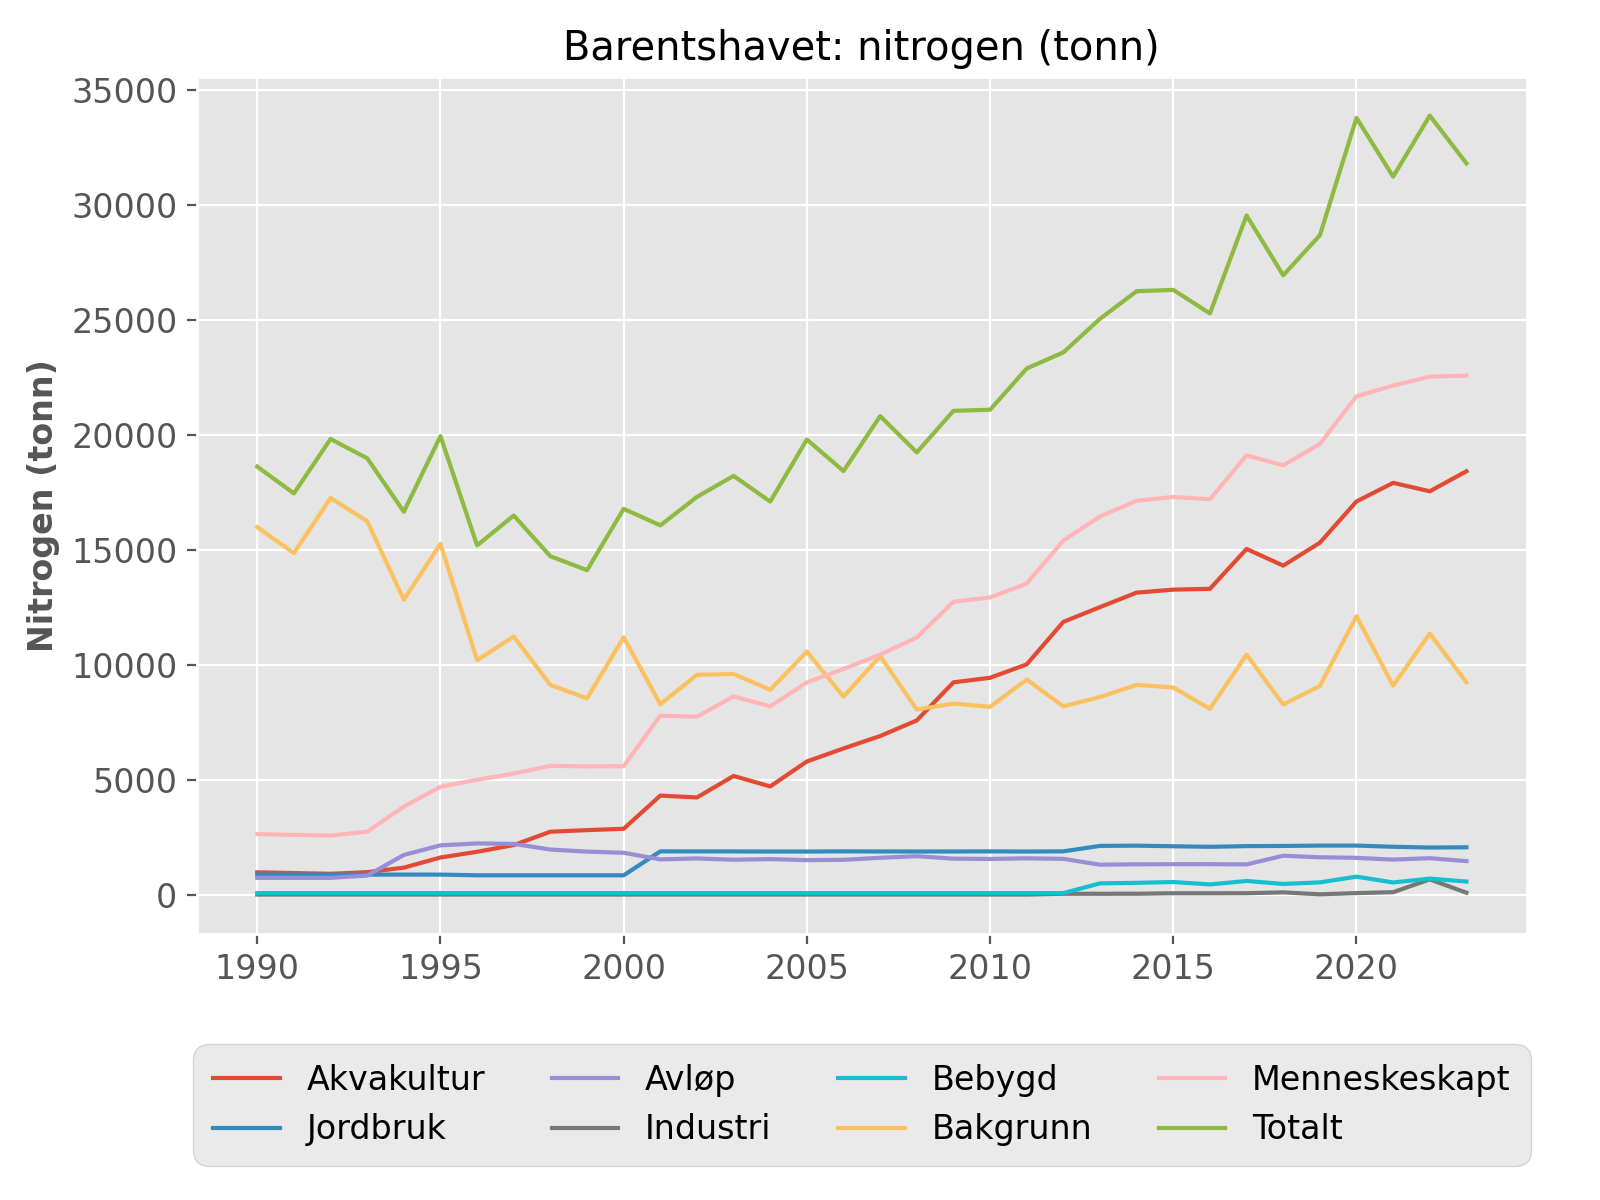 Barentshavet: nitrogen (tonn)
35000
30000
25000
20000
15000
10000
5000
0
Nitrogen (tonn)
1990 1995 2000 2005 2010 2015 2020
Akvakultur Avløp Bebygd Menneskeskapt
Jordbruk Industri Bakgrunn Totalt